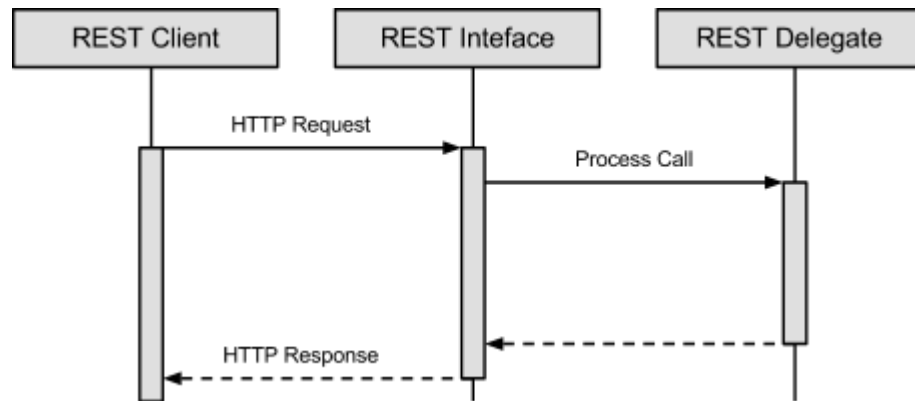 REST Client
REST Inteface
REST Delegate
HTTP Request
Process Call
HTTP Response